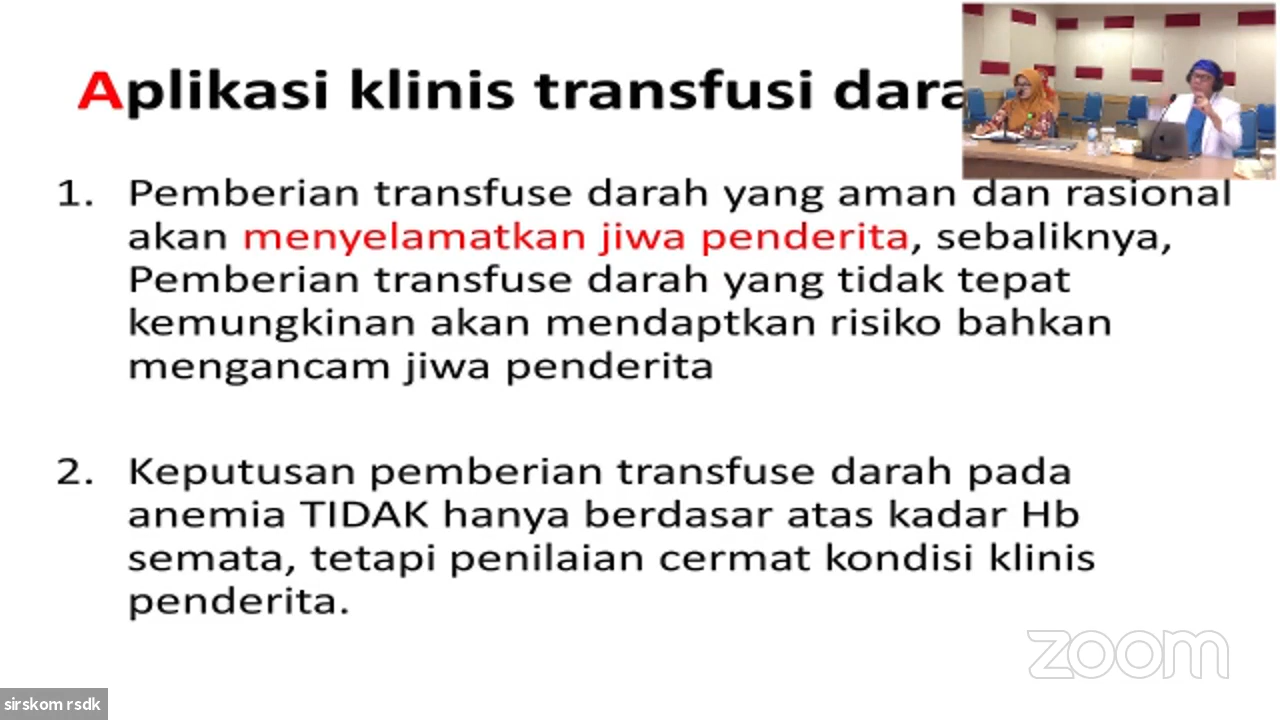 Aplikasi klinis transfusi dara
1. Pemberian transfuse darah yang aman dan rasional
akan menyelamatkan jiwa penderita, sebaliknya,
Pemberian transfuse darah yang tidak tepat
kemungkinan akan mendaptkan risiko bahkan
mengancam jiwa penderita
2. Keputusan pemberian transfuse darah pada
anemia TIDAK hanya berdasar atas kadar Hb
semata, tetapi penilaian cermat kondisi klinis
penderita.
zoom
sirskom rsdk